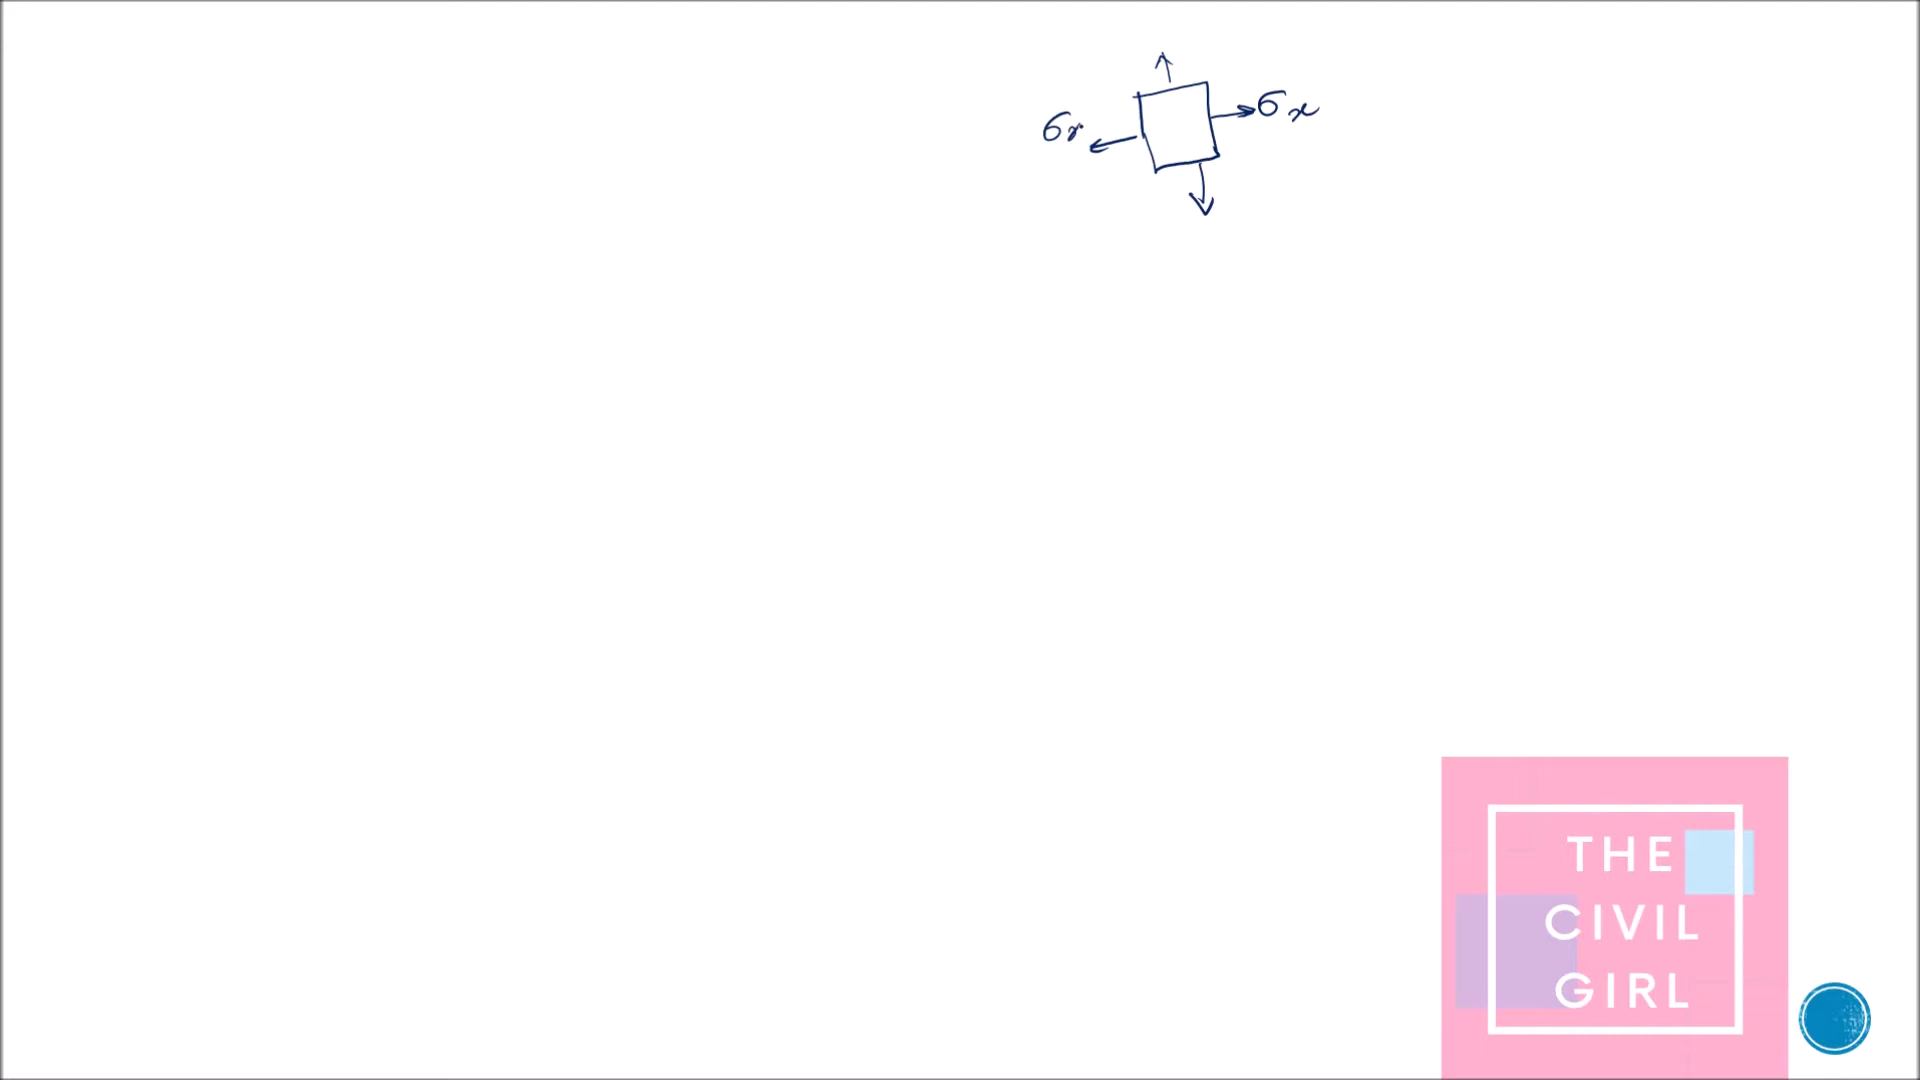 σx
σx
THE
CIVIL
GIRL